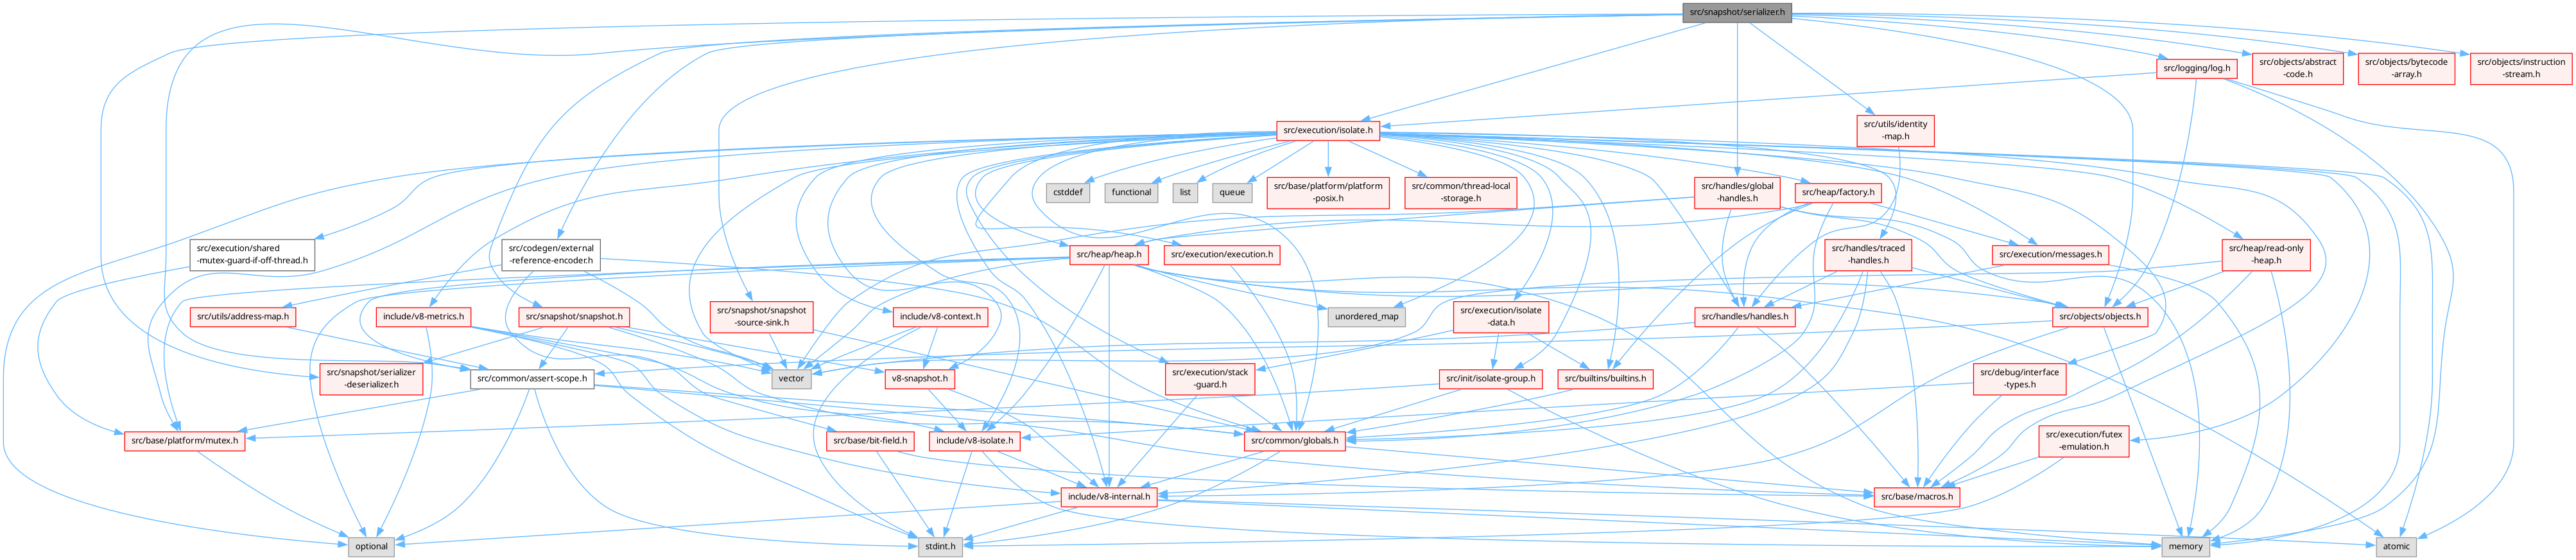 src/snapshot/serializer.h
src/logging/log.h
src/objects/abstract
-code.h
src/objects/bytecode
-array.h
src/objects/instruction
-stream.h
src/execution/isolate.h
src/utils/identity
-map.h
cstddef
functional
list
queue
src/base/platform/platform
-posix.h
src/common/thread-local
-storage.h
src/handles/global
-handles.h
src/heap/factory.h
src/execution/shared
-mutex-guard-if-off-thread.h
src/codegen/external
-reference-encoder.h
src/heap/heap.h
src/execution/execution.h
src/handles/traced
-handles.h
src/execution/messages.h
src/heap/read-only
-heap.h
src/utils/address-map.h
include/v8-metrics.h
src/snapshot/snapshot.h
src/snapshot/snapshot
-source-sink.h
include/v8-context.h
unordered_map
src/execution/isolate
-data.h
src/handles/handles.h
src/objects/objects.h
src/snapshot/serializer
-deserializer.h
src/common/assert-scope.h
vector
v8-snapshot.h
src/execution/stack
-guard.h
src/init/isolate-group.h
src/builtins/builtins.h
src/debug/interface
-types.h
src/base/platform/mutex.h
src/base/bit-field.h
include/v8-isolate.h
src/common/globals.h
src/execution/futex
-emulation.h
include/v8-internal.h
src/base/macros.h
optional
stdint.h
memory
atomic